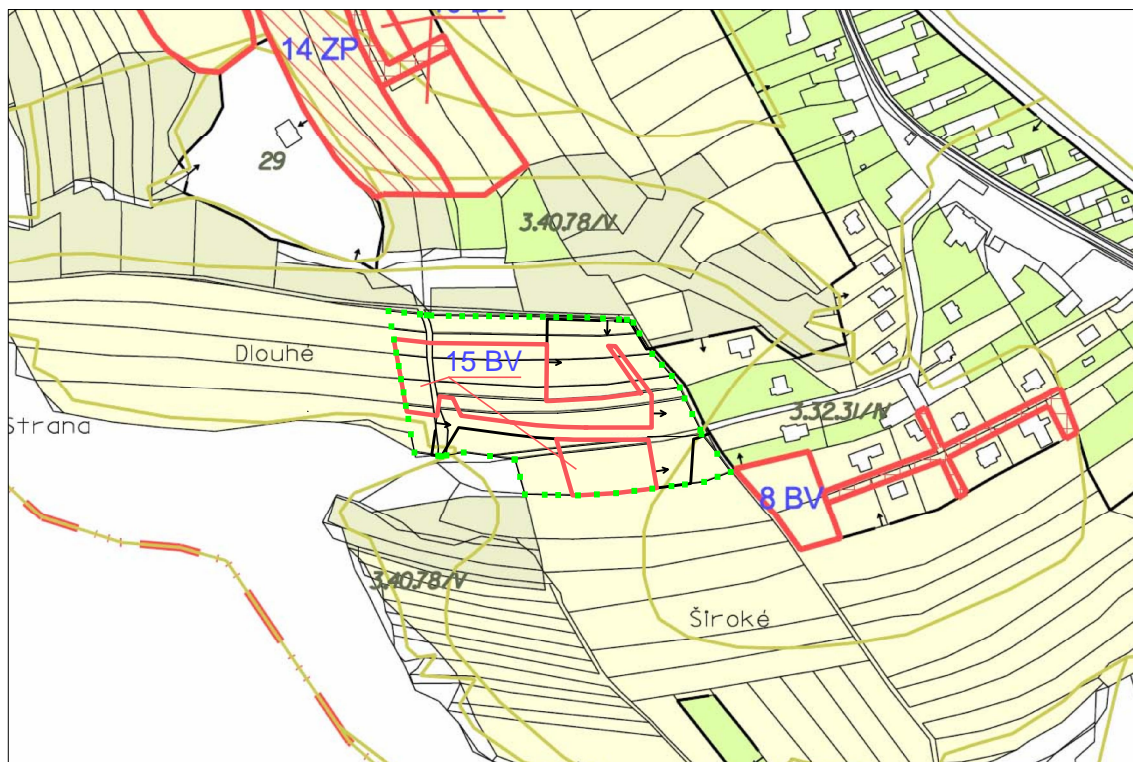 14 ZP
29
3.40.78/V
Dlouhé
15 BV
3.32.31/IV
Strana
8 BV
3.40.78/V
Široké